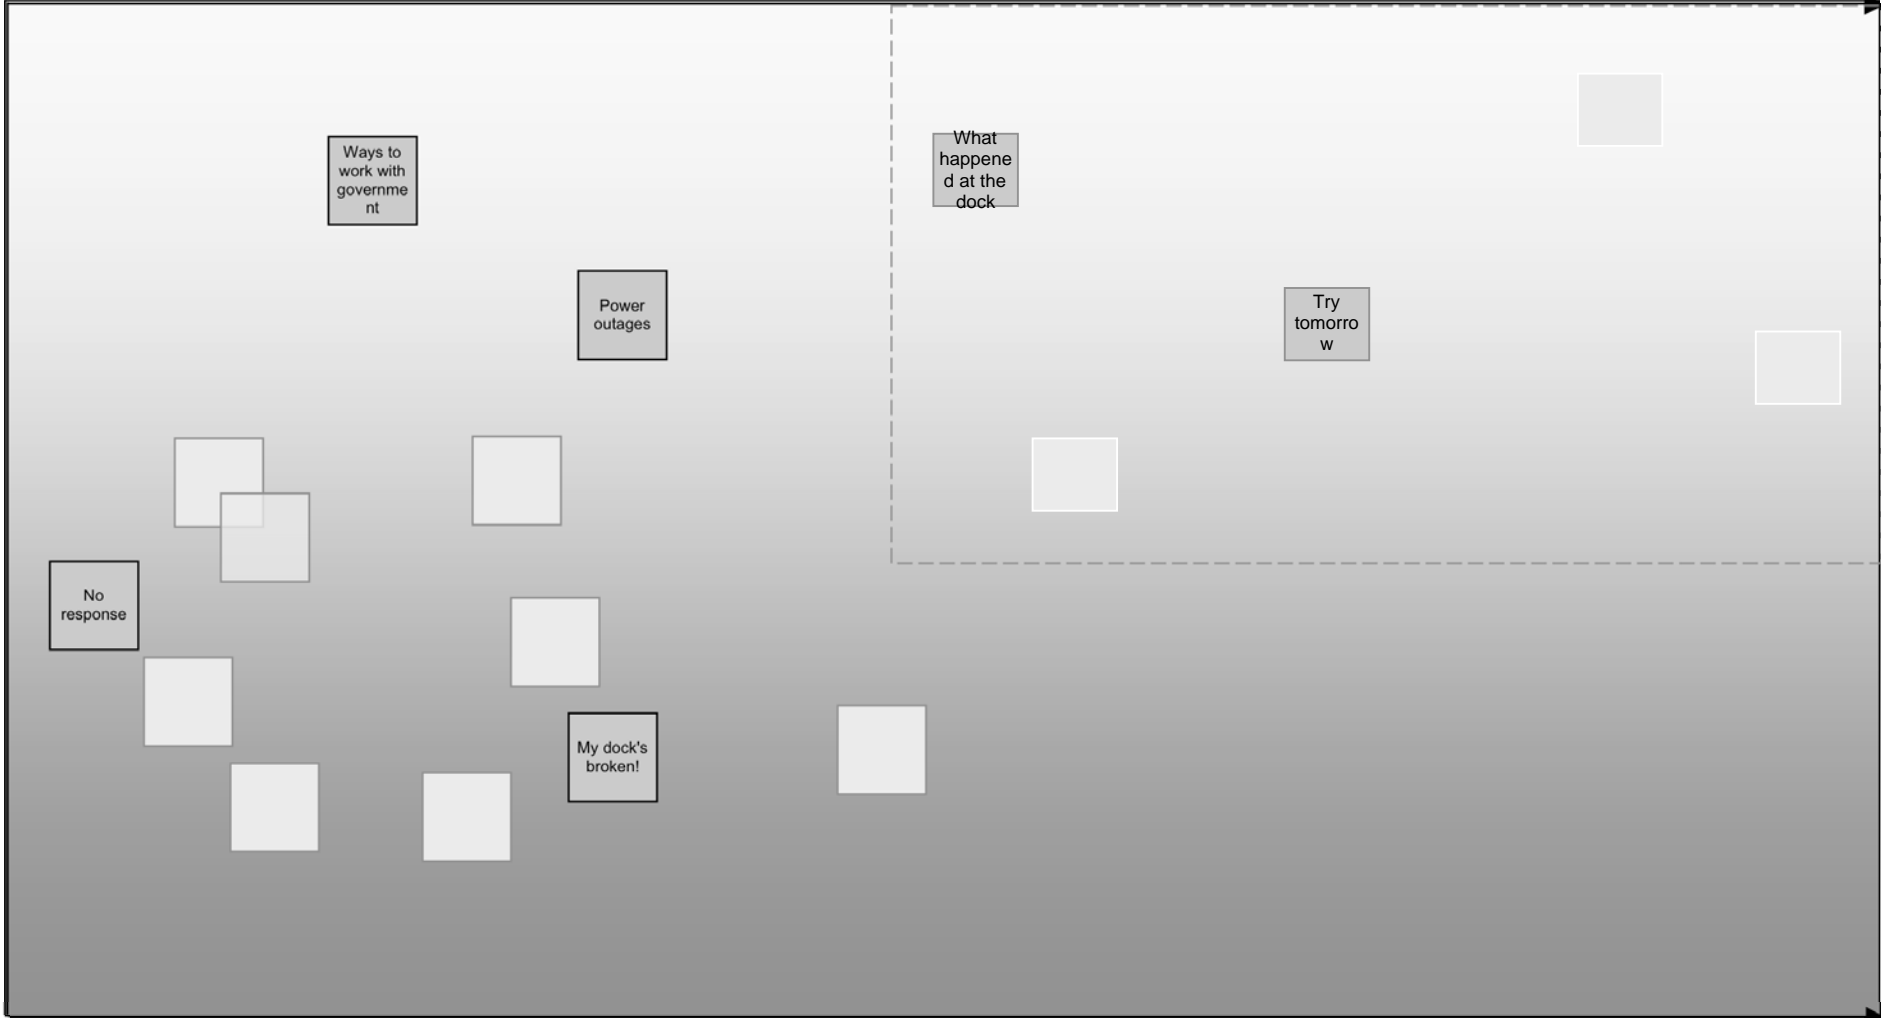 Ways to
work with
governme
nt
What
happene
d at the
dock
Power
outages
Try
tomorro
w
No
response
My dock's
broken!